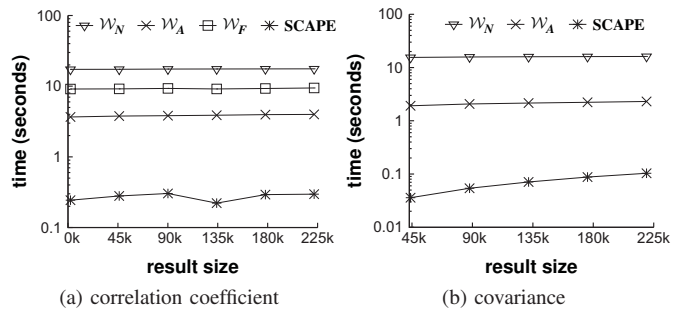 W_N W_A W_F SCAPE
100
10
1
0.1
time (seconds)
0k 45k 90k 135k 180k 225k
result size
(a) correlation coefficient
W_N W_A SCAPE
100
10
1
0.1
0.01
time (seconds)
45k 90k 135k 180k 225k
result size
(b) covariance